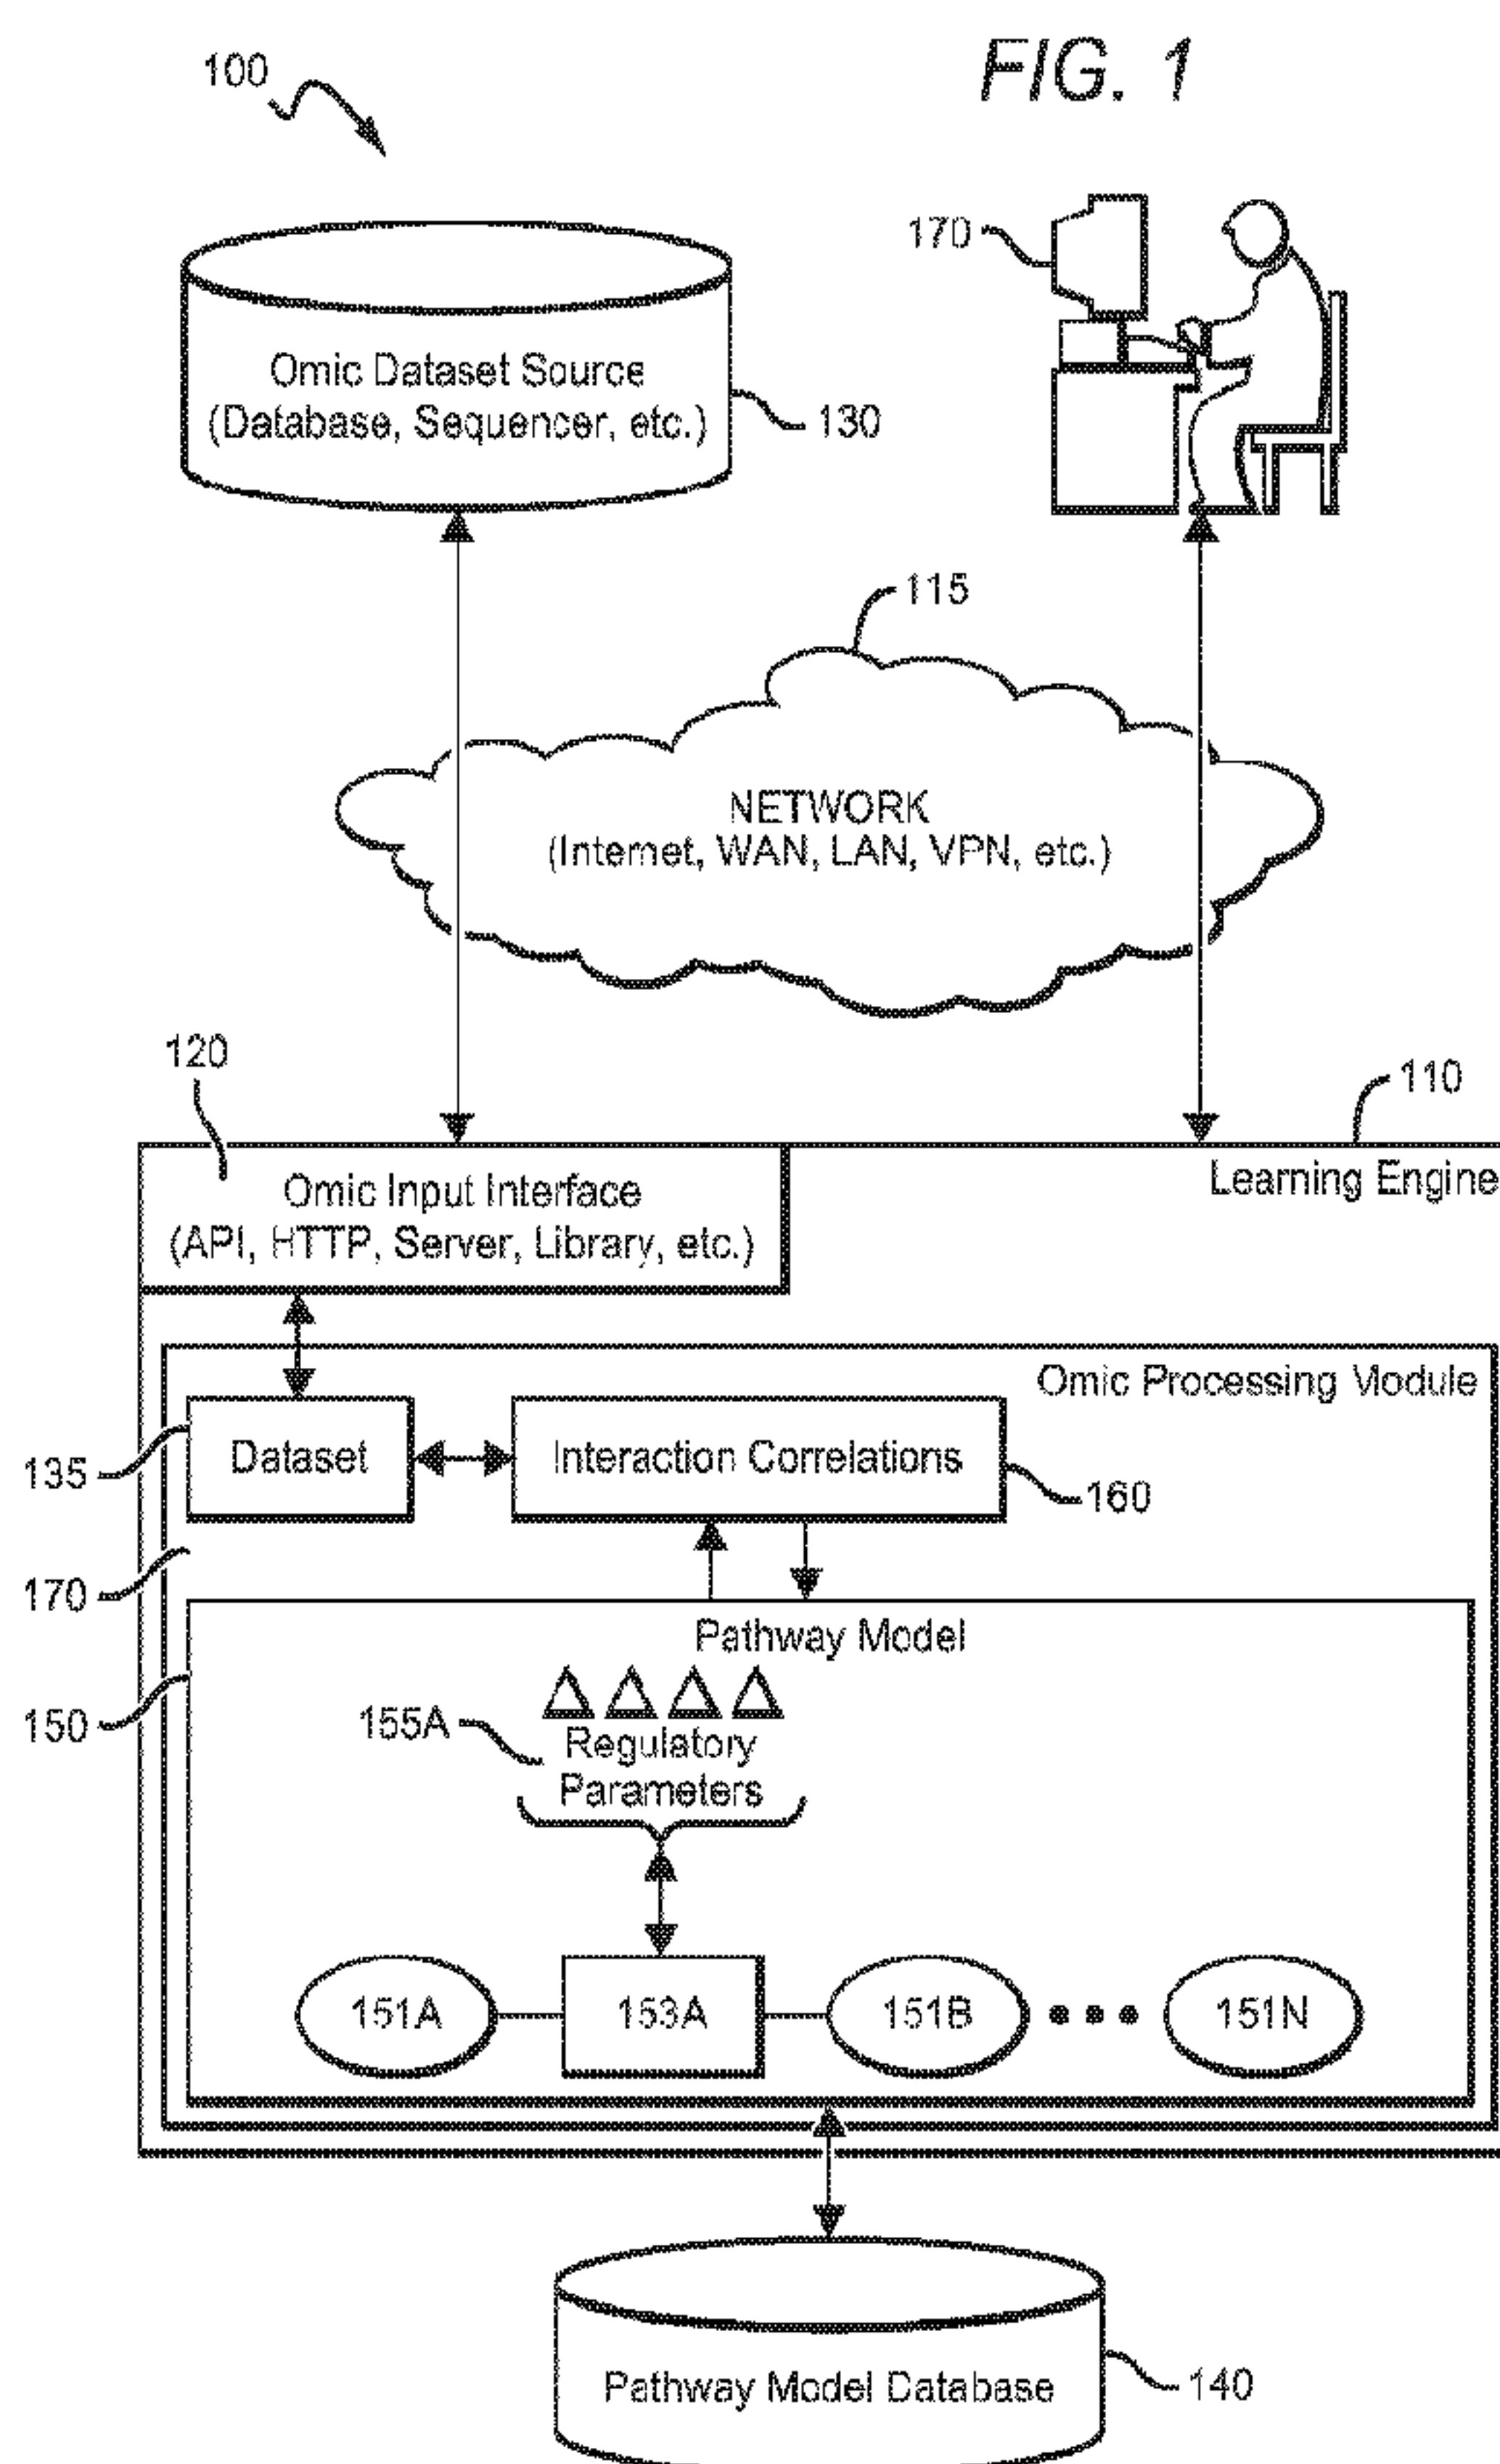 FIG. 1
100
170
Omic Dataset Source
(Database, Sequencer, etc.)
130
115
NETWORK
(Internet, WAN, LAN, VPN, etc.)
120
110
Learning Engine
Omic Input Interface
(API, HTTP, Server, Library, etc.)
Omic Processing Module
135
Dataset
Interaction Correlations
160
170
Pathway Model
150
155A
Regulatory
Parameters
151A
153A
151B
151N
Pathway Model Database
140